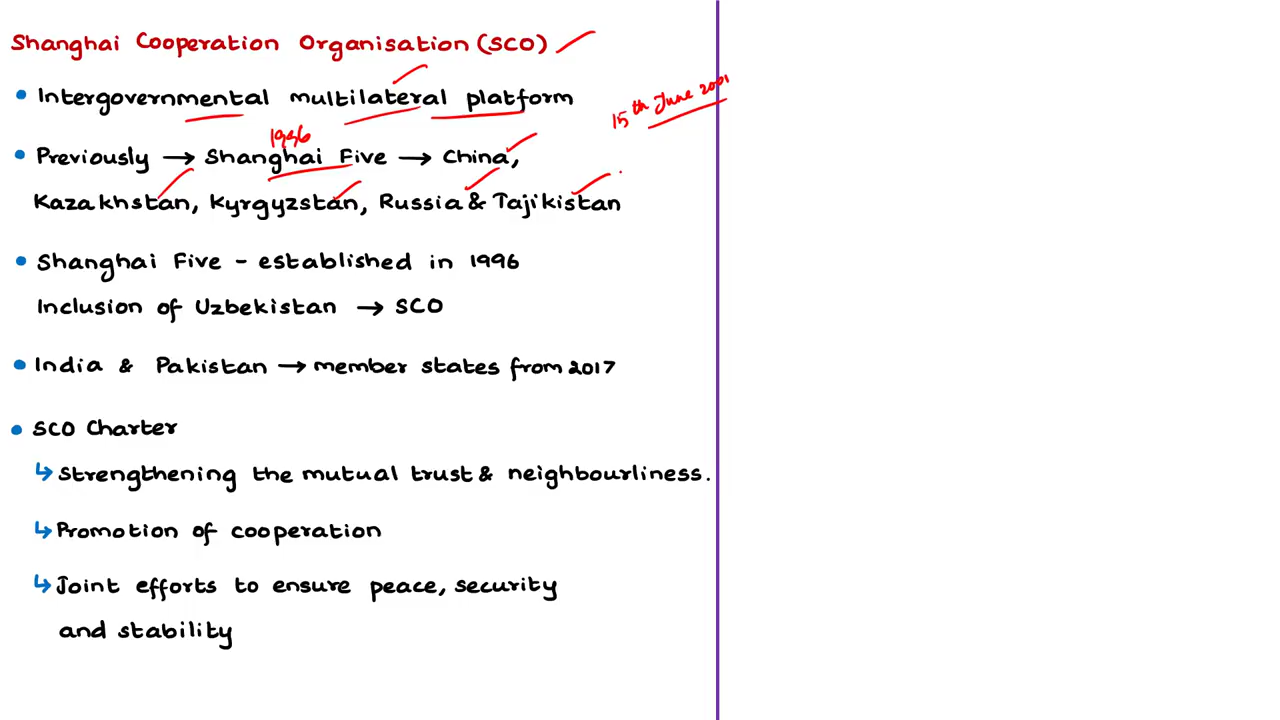 Shanghai Cooperation Organisation (SCO)
• Intergovernmental multilateral platform
15th June 2001
1996
• Previously → Shanghai Five → China,
Kazakhstan, Kyrgyzstan, Russia & Tajikistan
• Shanghai Five - established in 1996
Inclusion of Uzbekistan → SCO
• India & Pakistan → member states from 2017
• SCO Charter
↳ Strengthening the mutual trust & neighbourliness.
↳ Promotion of cooperation
↳ Joint efforts to ensure peace, security
and stability